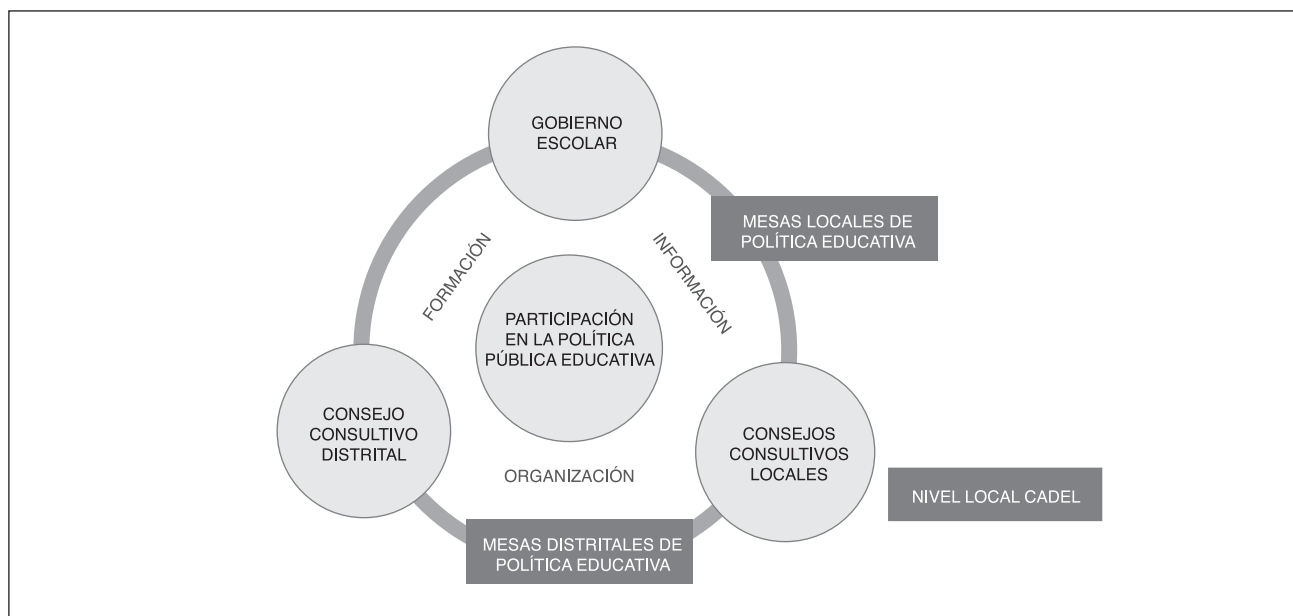 GOBIERNO
ESCOLAR
MESAS LOCALES DE
POLÍTICA EDUCATIVA
FORMACIÓN
INFORMACIÓN
PARTICIPACIÓN
EN LA POLÍTICA
PÚBLICA EDUCATIVA
CONSEJO
CONSULTIVO
DISTRITAL
CONSEJOS
CONSULTIVOS
LOCALES
ORGANIZACIÓN
NIVEL LOCAL CADEL
MESAS DISTRITALES DE
POLÍTICA EDUCATIVA